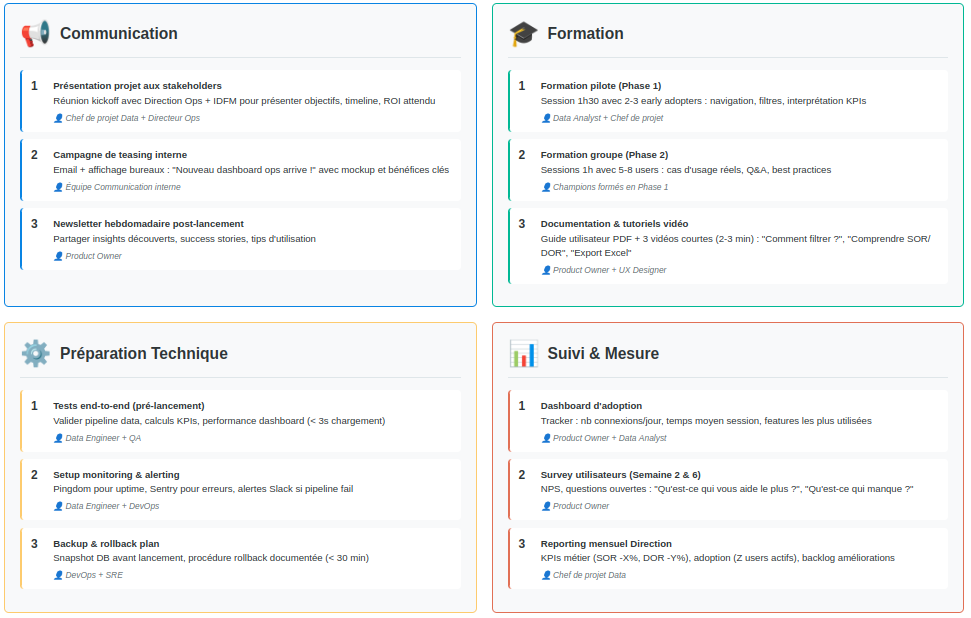 Communication
1
Présentation projet aux stakeholders
Réunion kickoff avec Direction Ops + IDFM pour présenter objectifs, timeline, ROI attendu
Chef de projet Data + Directeur Ops
2
Campagne de teasing interne
Email + affichage bureaux : "Nouveau dashboard ops arrive !" avec mockup et bénéfices clés
Équipe Communication interne
3
Newsletter hebdomadaire post-lancement
Partager insights découverts, success stories, tips d'utilisation
Product Owner
Formation
1
Formation pilote (Phase 1)
Session 1h30 avec 2-3 early adopters : navigation, filtres, interprétation KPIs
Data Analyst + Chef de projet
2
Formation groupe (Phase 2)
Sessions 1h avec 5-8 users : cas d'usage réels, Q&A, best practices
Champions formés en Phase 1
3
Documentation & tutoriels vidéo
Guide utilisateur PDF + 3 vidéos courtes (2-3 min) : "Comment filtrer ?", "Comprendre SOR/
DOR", "Export Excel"
Product Owner + UX Designer
Préparation Technique
1
Tests end-to-end (pré-lancement)
Valider pipeline data, calculs KPIs, performance dashboard (< 3s chargement)
Data Engineer + QA
2
Setup monitoring & alerting
Pingdom pour uptime, Sentry pour erreurs, alertes Slack si pipeline fail
Data Engineer + DevOps
3
Backup & rollback plan
Snapshot DB avant lancement, procédure rollback documentée (< 30 min)
DevOps + SRE
Suivi & Mesure
1
Dashboard d'adoption
Tracker : nb connexions/jour, temps moyen session, features les plus utilisées
Product Owner + Data Analyst
2
Survey utilisateurs (Semaine 2 & 6)
NPS, questions ouvertes : "Qu'est-ce qui vous aide le plus ?", "Qu'est-ce qui manque ?"
Product Owner
3
Reporting mensuel Direction
KPIs métier (SOR -X%, DOR -Y%), adoption (Z users actifs), backlog améliorations
Chef de projet Data